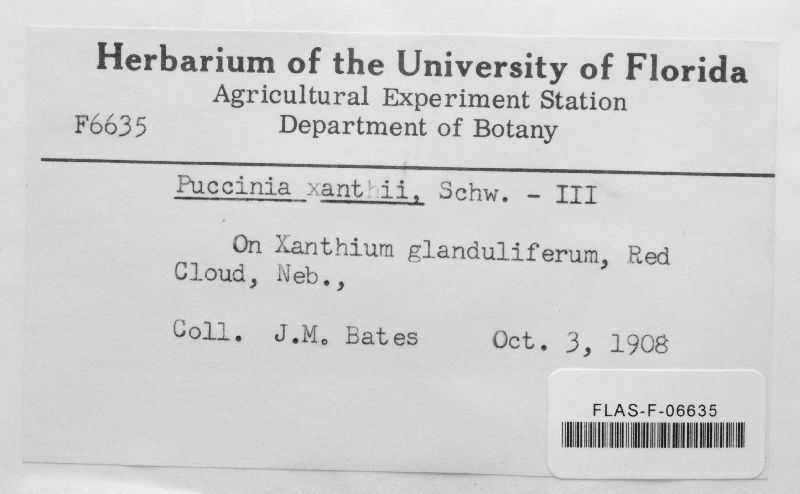 Herbarium of the University of Florida
Agricultural Experiment Station
F6635 Department of Botany
Puccinia xanthii, Schw. - III
On Xanthium glanduliferum, Red
Cloud, Neb.,
Coll. J.M. Bates Oct. 3, 1908
FLAS-F-06635